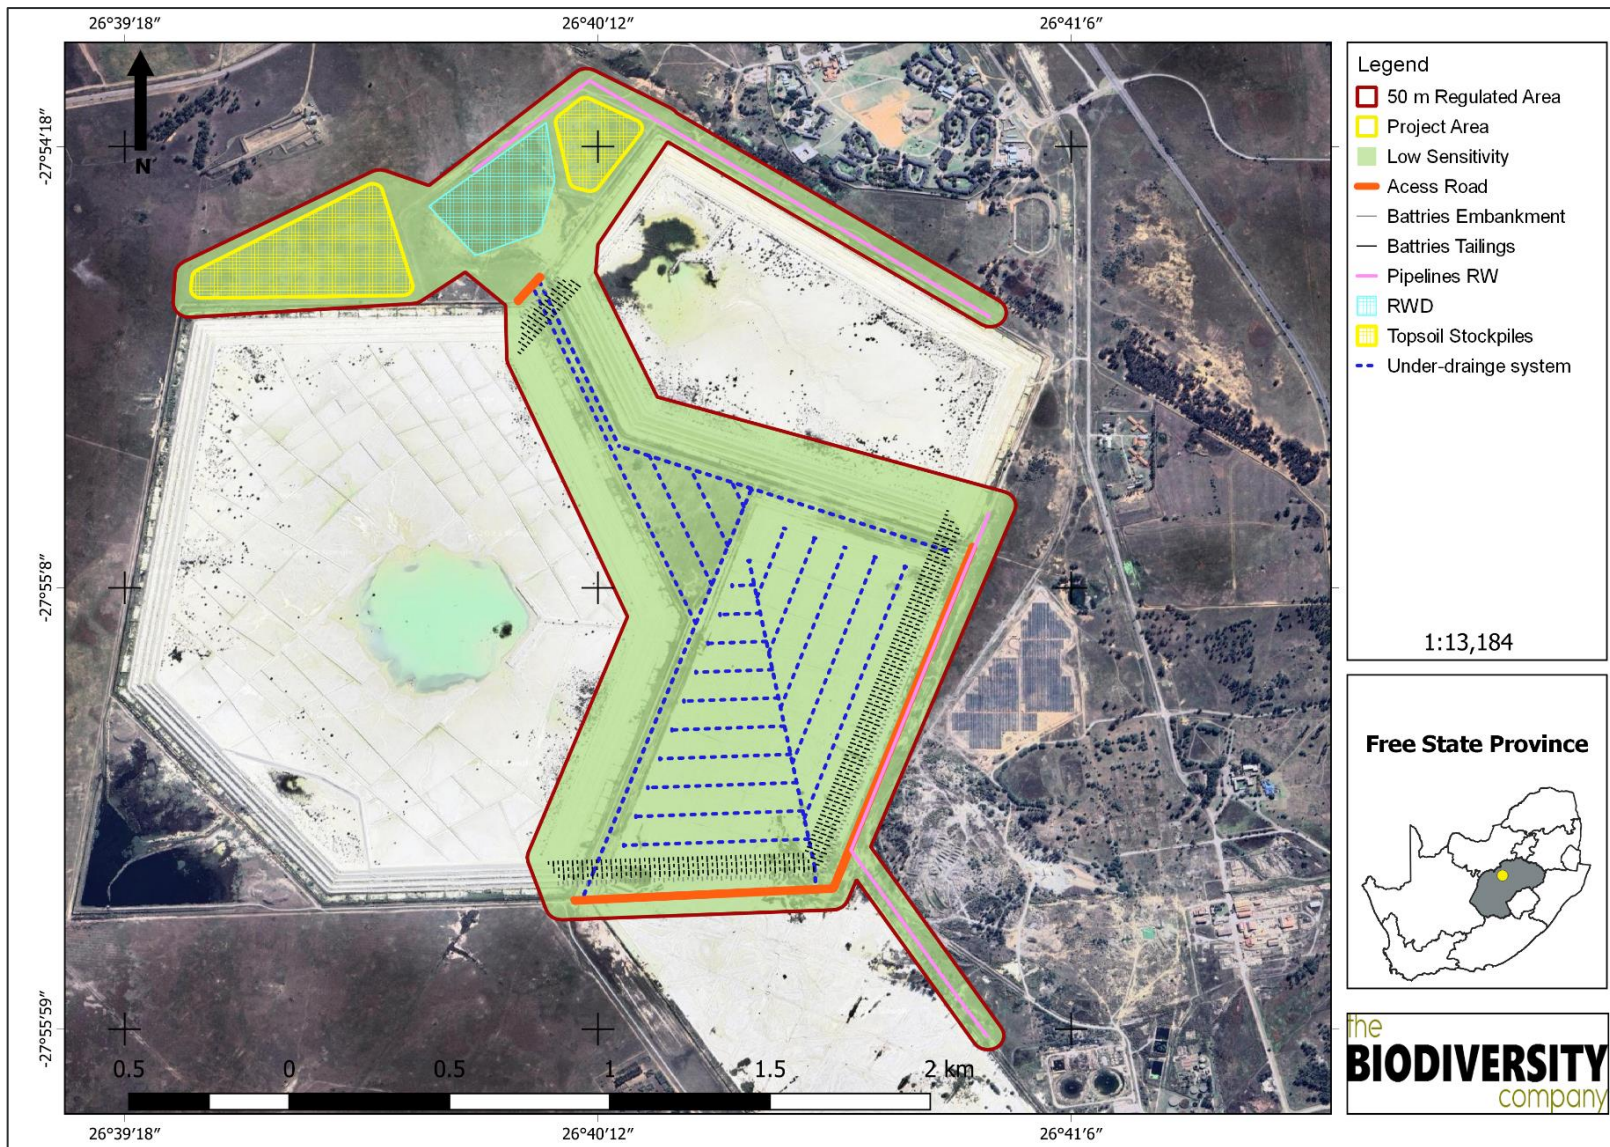 26°39'18"
26°40'12"
26°41'6"
-27°54'18"
-27°55'8"
-27°55'59"
N
0.5
0
0.5
1
1.5
2 km
26°39'18"
26°40'12"
26°41'6"
Legend
50 m Regulated Area
Project Area
Low Sensitivity
Acess Road
Battries Embankment
Battries Tailings
Pipelines RW
RWD
Topsoil Stockpiles
Under-drainge system
1:13,184
Free State Province
the
BIODIVERSITY
company